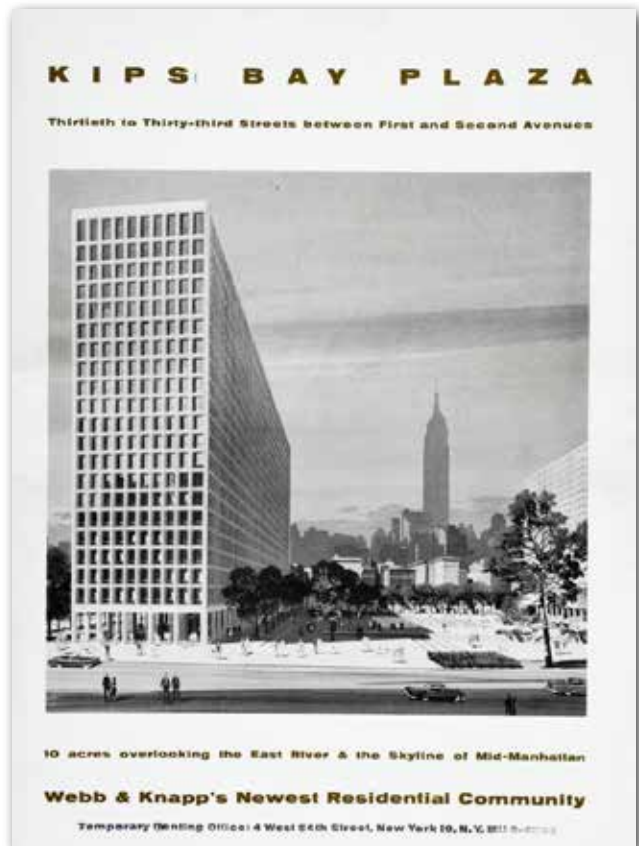 KIPS BAY PLAZA
Thirtieth to Thirty-third Streets between First and Second Avenues
10 acres overlooking the East River & the Skyline of Mid-Manhattan
Webb & Knapp's Newest Residential Community
Temporary Renting Office: 4 West 54th Street, New York 19, N.Y.